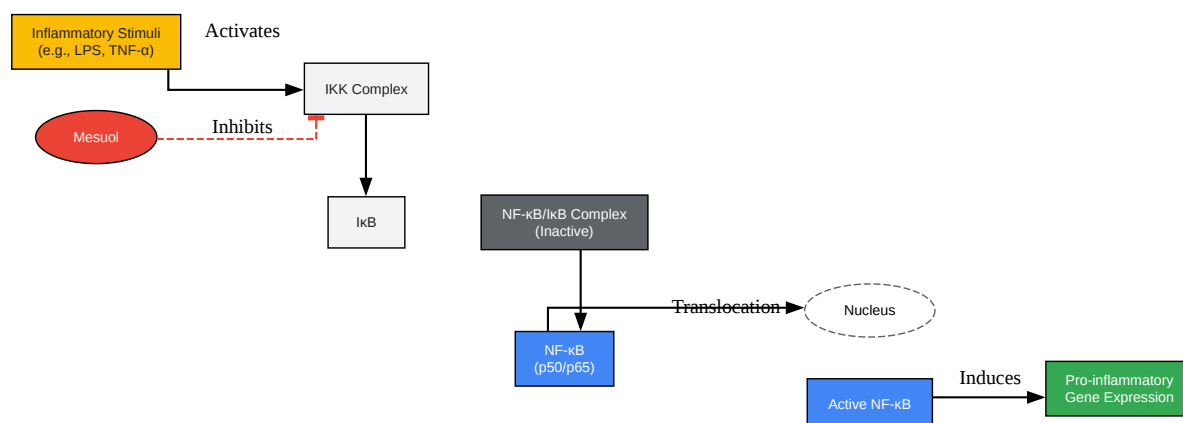 Inflammatory Stimuli
(e.g., LPS, TNF-α)
Activates
IKK Complex
Mesuol
Inhibits
IκB
NF-κB/IκB Complex
(Inactive)
Translocation
Nucleus
NF-κB
(p50/p65)
Active NF-κB
Induces
Pro-inflammatory
Gene Expression